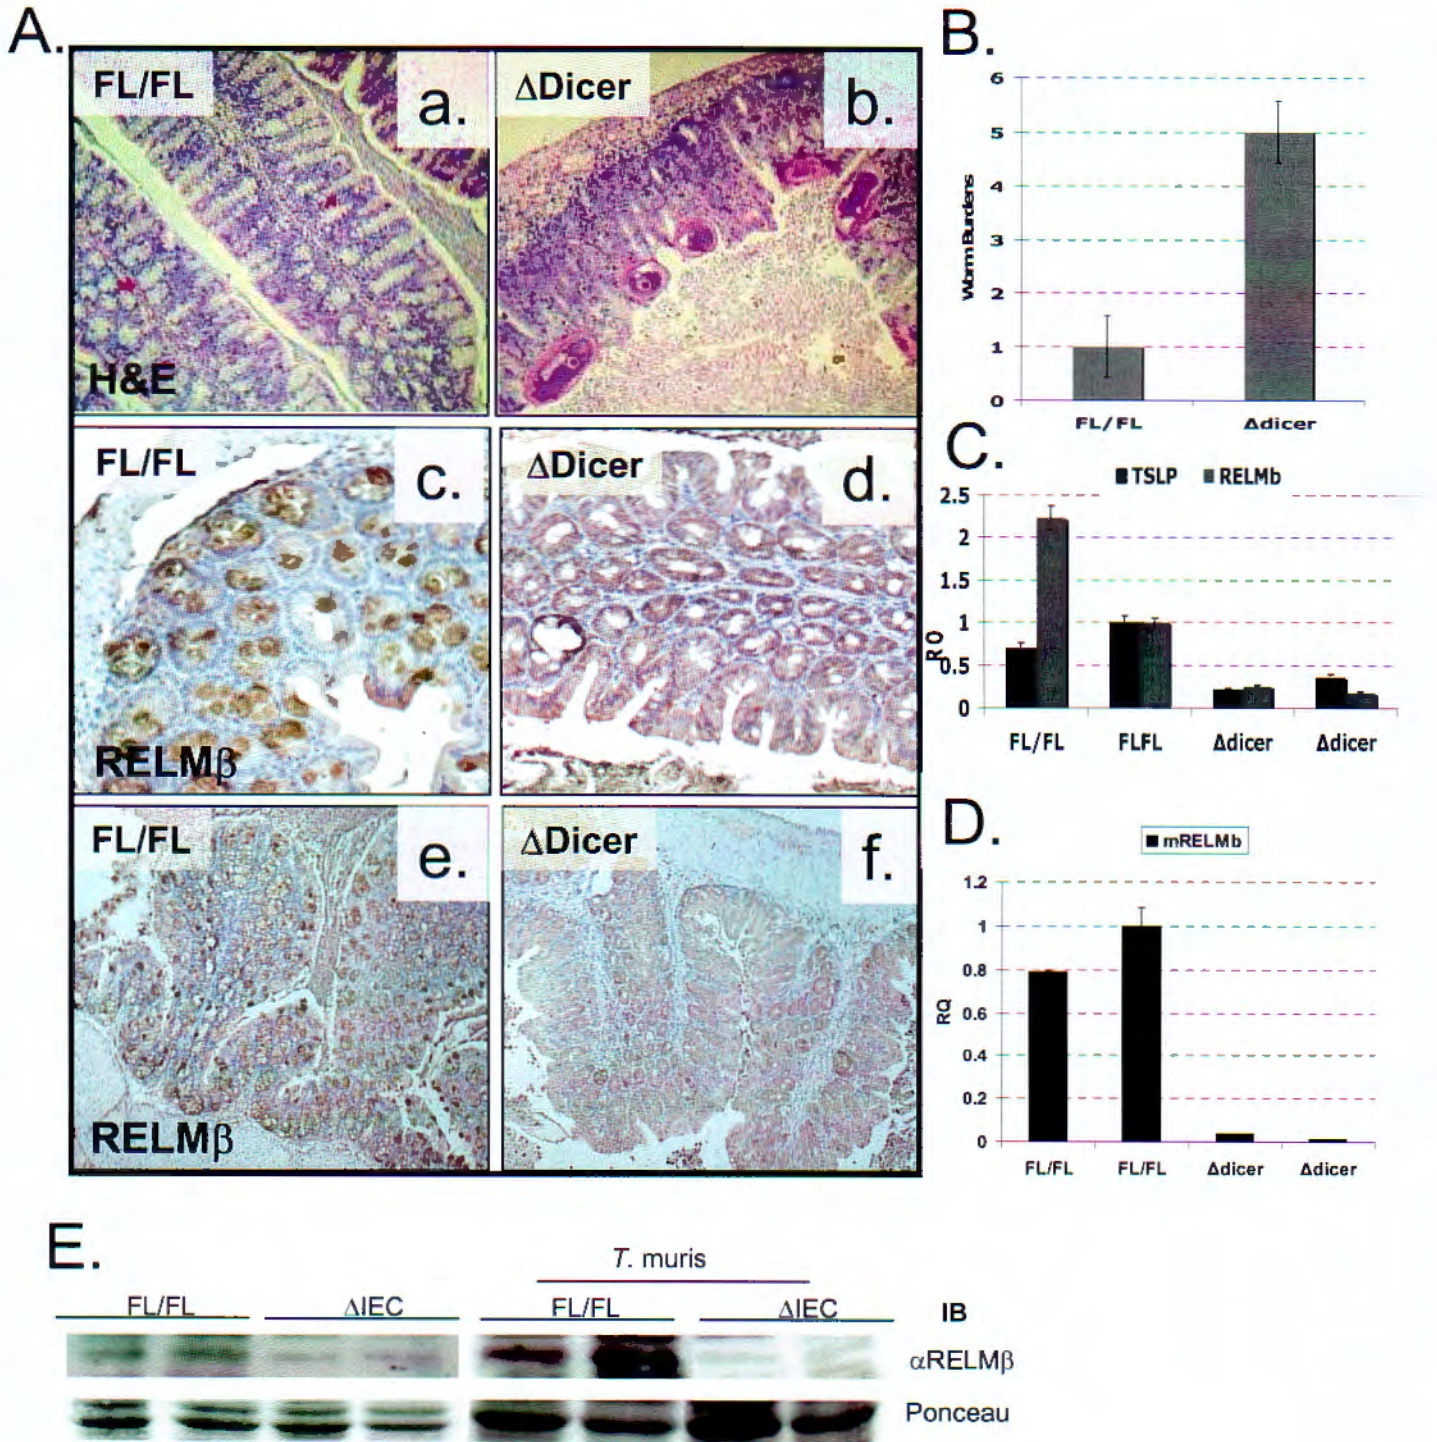 A.
FL/FL
a.
ΔDicer
b.
H&E
FL/FL
c.
ΔDicer
d.
RELMβ
FL/FL
e.
ΔDicer
f.
RELMβ
B.
6
5
4
3
2
1
0
Worm Burdens
FL/FL Δdicer
C.
TSLP RELMb
2.5
2
1.5
1
0.5
0
RQ
FL/FL FLFL Δdicer Δdicer
D.
mRELMb
1.2
1
0.8
0.6
0.4
0.2
0
RQ
FL/FL FL/FL Δdicer Δdicer
E.
T. muris
FL/FL ΔIEC FL/FL ΔIEC IB
αRELMβ
Ponceau